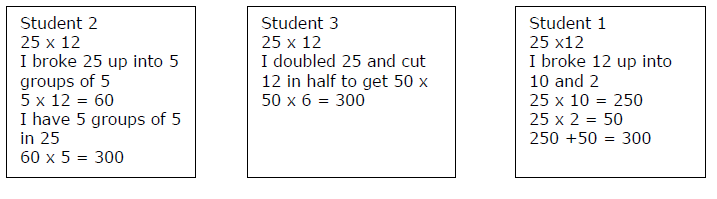 Student 2
25 x 12
I broke 25 up into 5
groups of 5
5 x 12 = 60
I have 5 groups of 5
in 25
60 x 5 = 300
Student 3
25 x 12
I doubled 25 and cut
12 in half to get 50 x
50 x 6 = 300
Student 1
25 x12
I broke 12 up into
10 and 2
25 x 10 = 250
25 x 2 = 50
250 +50 = 300